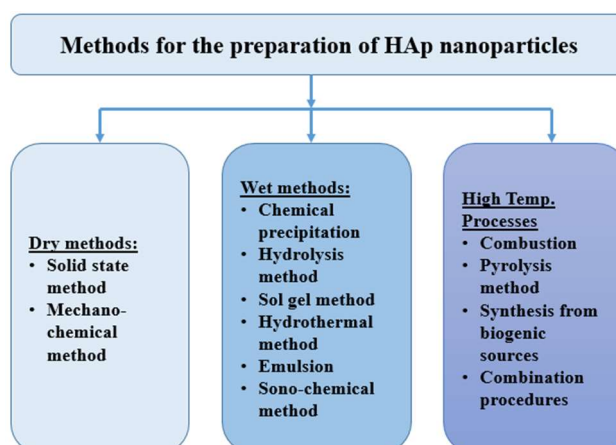 Methods for the preparation of HAp nanoparticles
Dry methods:
• Solid state
method
• Mechano-
chemical
method
Wet methods:
• Chemical
precipitation
• Hydrolysis
method
• Sol gel method
• Hydrothermal
method
• Emulsion
• Sono-chemical
method
High Temp.
Processes
• Combustion
• Pyrolysis
method
• Synthesis from
biogenic
sources
• Combination
procedures